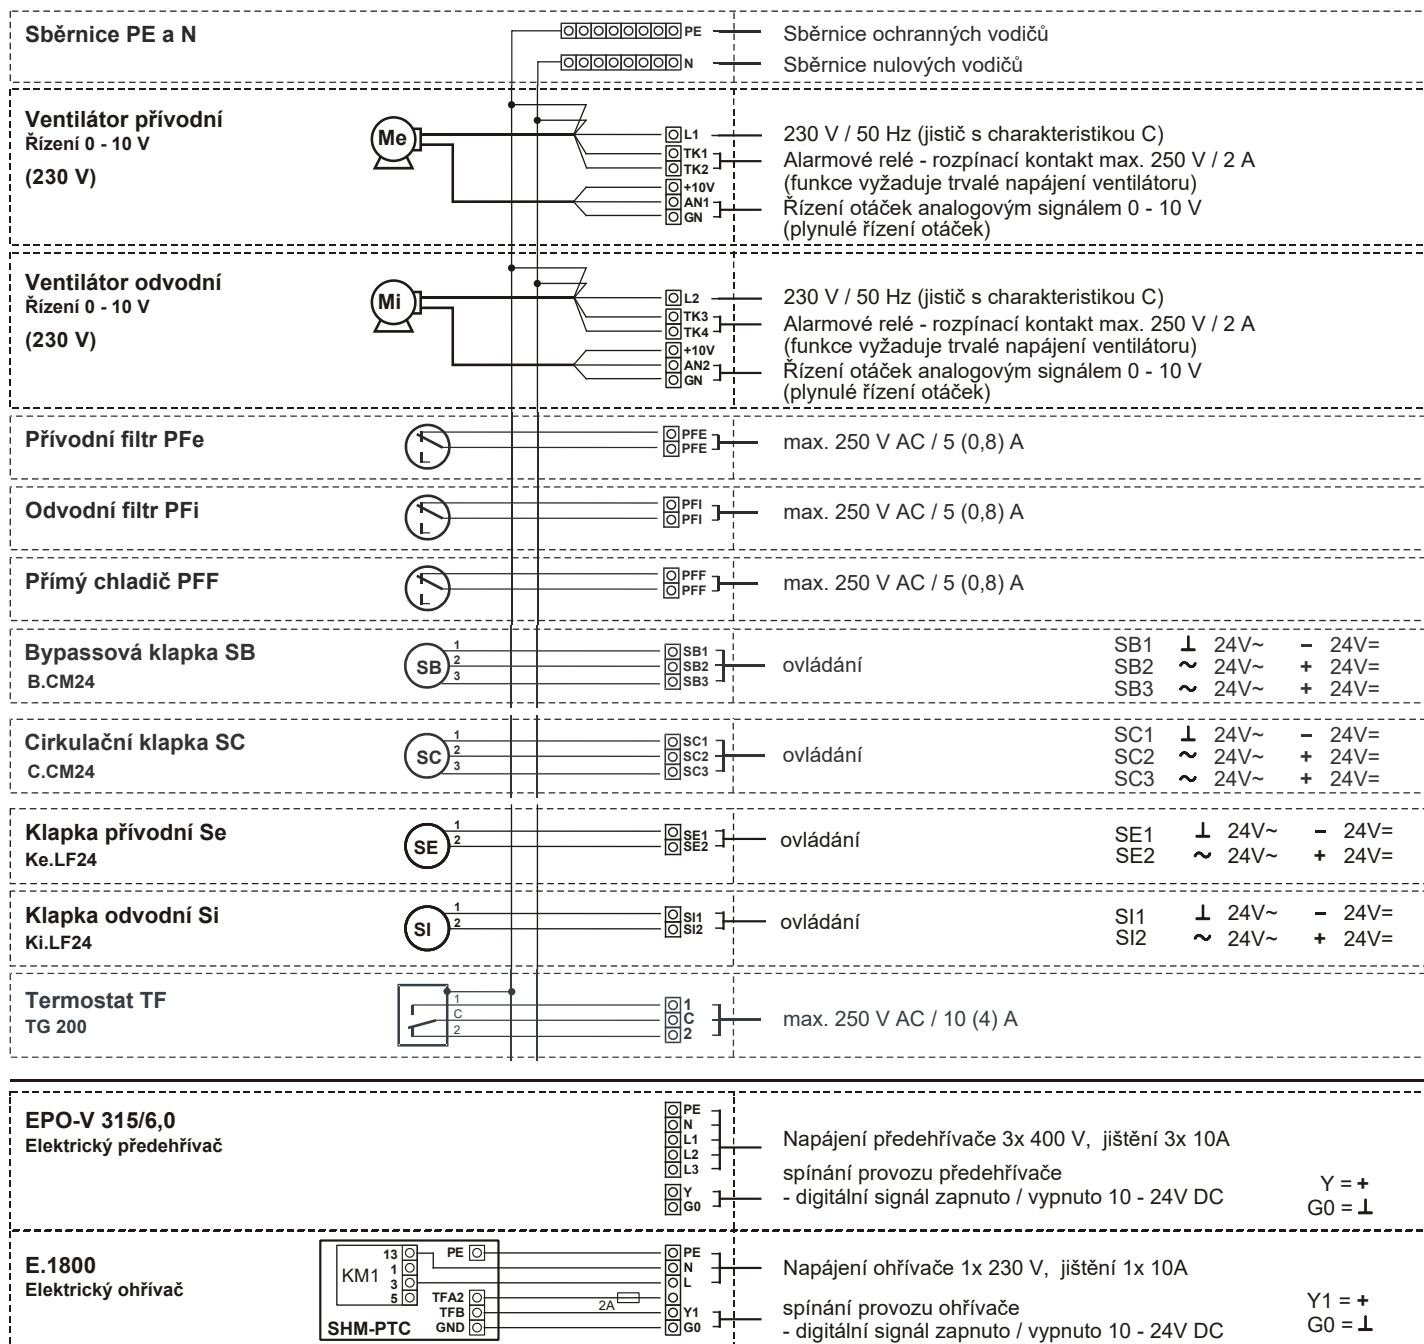 Sběrnice PE a N
PE
Sběrnice ochranných vodičů
N
Sběrnice nulových vodičů
Ventilátor přívodní
Řízení 0 - 10 V
(230 V)
Me
L1
TK1
TK2
+10V
AN1
GN
230 V / 50 Hz (jistič s charakteristikou C)
Alarmové relé - rozpínací kontakt max. 250 V / 2 A
(funkce vyžaduje trvalé napájení ventilátoru)
Řízení otáček analogovým signálem 0 - 10 V
(plynulé řízení otáček)
Ventilátor odvodní
Řízení 0 - 10 V
(230 V)
Mi
L2
TK3
TK4
+10V
AN2
GN
230 V / 50 Hz (jistič s charakteristikou C)
Alarmové relé - rozpínací kontakt max. 250 V / 2 A
(funkce vyžaduje trvalé napájení ventilátoru)
Řízení otáček analogovým signálem 0 - 10 V
(plynulé řízení otáček)
Přívodní filtr PFe
PFE
PFE
max. 250 V AC / 5 (0,8) A
Odvodní filtr PFi
PFI
PFI
max. 250 V AC / 5 (0,8) A
Přímý chladič PFF
PFF
PFF
max. 250 V AC / 5 (0,8) A
Bypassová klapka SB
B.CM24
SB
1
2
3
SB1
SB2
SB3
ovládání
SB1 ⊥ 24V~ − 24V=
SB2 ~ 24V~ + 24V=
SB3 ~ 24V~ + 24V=
Cirkulační klapka SC
C.CM24
SC
1
2
3
SC1
SC2
SC3
ovládání
SC1 ⊥ 24V~ − 24V=
SC2 ~ 24V~ + 24V=
SC3 ~ 24V~ + 24V=
Klapka přívodní Se
Ke.LF24
SE
1
2
SE1
SE2
ovládání
SE1 ⊥ 24V~ − 24V=
SE2 ~ 24V~ + 24V=
Klapka odvodní Si
Ki.LF24
SI
1
2
SI1
SI2
ovládání
SI1 ⊥ 24V~ − 24V=
SI2 ~ 24V~ + 24V=
Termostat TF
TG 200
1
C
2
1
C
2
max. 250 V AC / 10 (4) A
EPO-V 315/6,0
Elektrický předehřívač
PE
N
L1
L2
L3
Y
G0
Napájení předehřívače 3x 400 V, jištění 3x 10A
spínání provozu předehřívače
- digitální signál zapnuto / vypnuto 10 - 24V DC
Y = +
G0 = ⊥
E.1800
Elektrický ohřívač
KM1
13
1
3
5
PE
TFA2
TFB
GND
SHM-PTC
2A
PE
N
L
Y1
G0
Napájení ohřívače 1x 230 V, jištění 1x 10A
spínání provozu ohřívače
- digitální signál zapnuto / vypnuto 10 - 24V DC
Y1 = +
G0 = ⊥